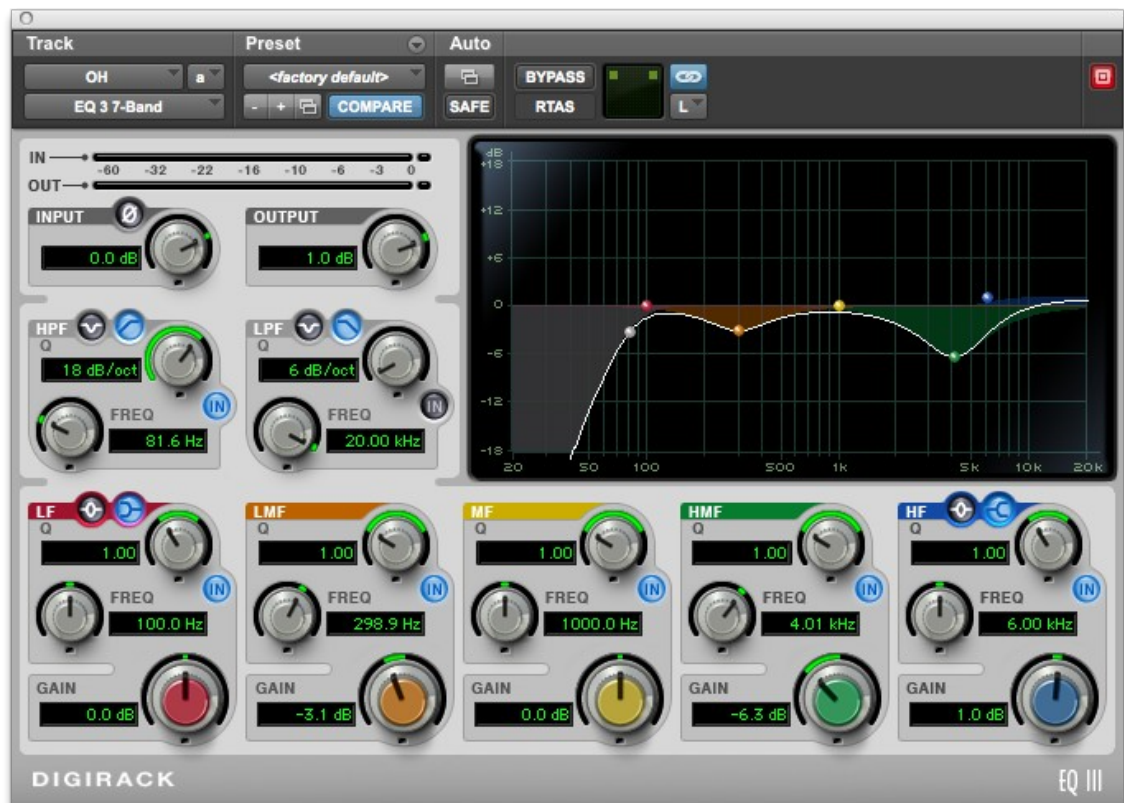 Track Preset Auto
OH a <factory default> BYPASS
EQ 3 7-Band - + COMPARE SAFE RTAS L
IN
-60 -32 -22 -16 -10 -6 -3 0
OUT
INPUT Ø OUTPUT
0.0 dB 1.0 dB
HPF LPF
Q Q
18 dB/oct 6 dB/oct
IN IN
FREQ FREQ
81.6 Hz 20.00 kHz
dB
+18
+12
+6
0
-6
-12
-18
20 50 100 500 1k 5k 10k 20k
LF LMF MF HMF HF
Q Q Q Q Q
1.00 1.00 1.00 1.00 1.00
IN IN IN IN IN
FREQ FREQ FREQ FREQ FREQ
100.0 Hz 298.9 Hz 1000.0 Hz 4.01 kHz 6.00 kHz
GAIN GAIN GAIN GAIN GAIN
0.0 dB -3.1 dB 0.0 dB -6.3 dB 1.0 dB
DIGIRACK EQ III